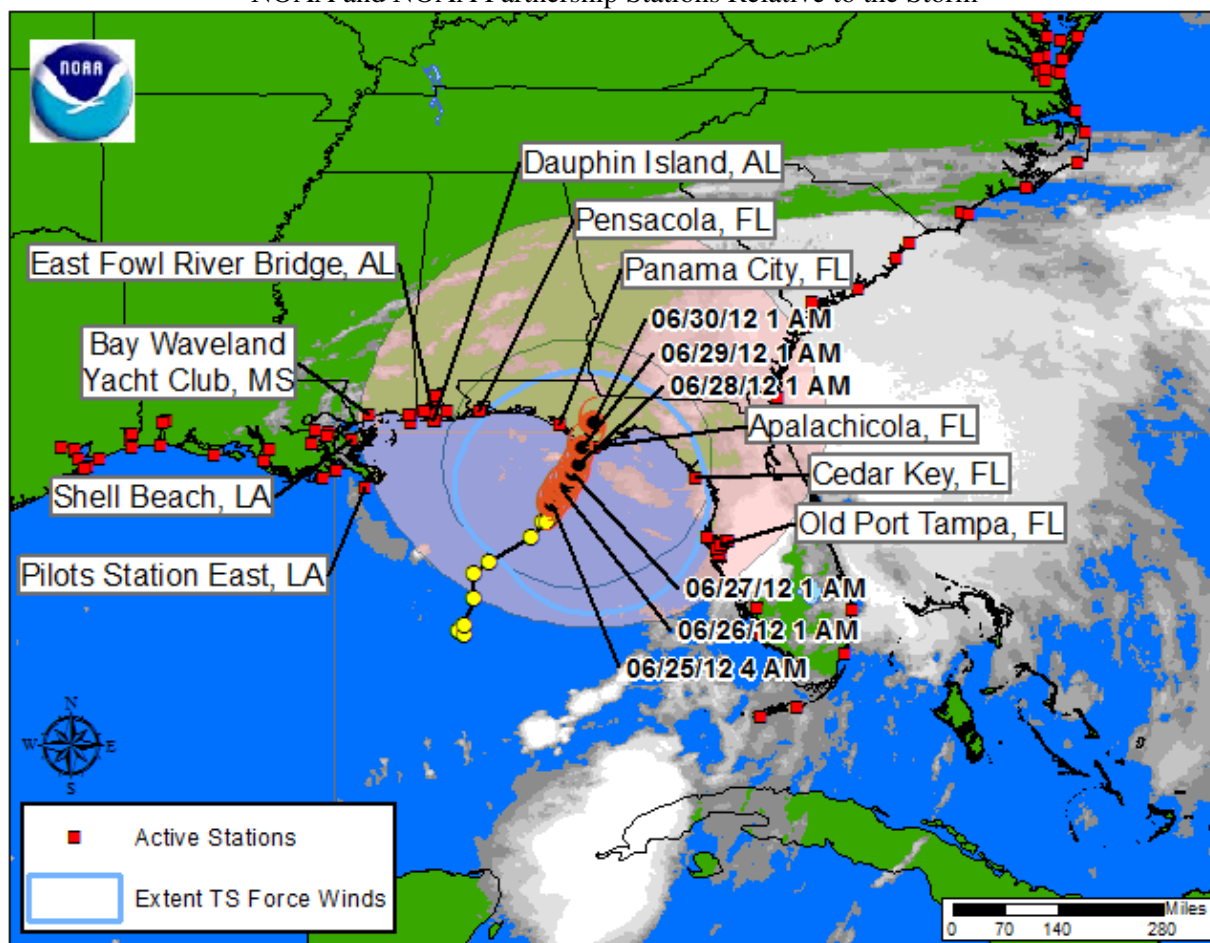 NOAA and NOAA Partnership Stations Relative to the Storm
NOAA
Dauphin Island, AL
Pensacola, FL
East Fowl River Bridge, AL
Panama City, FL
06/30/12 1 AM
Bay Waveland
Yacht Club, MS
06/29/12 1 AM
06/28/12 1 AM
Apalachicola, FL
Cedar Key, FL
Shell Beach, LA
Old Port Tampa, FL
Pilots Station East, LA
06/27/12 1 AM
06/26/12 1 AM
06/25/12 4 AM
N
W E
S
Active Stations
Extent TS Force Winds
Miles
0 70 140 280